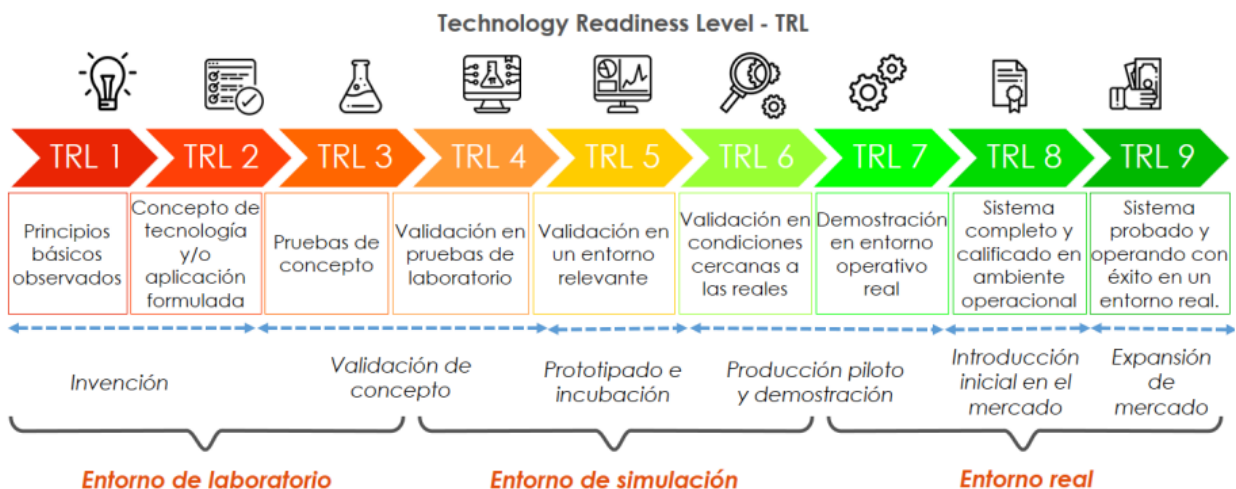 Technology Readiness Level - TRL
TRL 1
TRL 2
TRL 3
TRL 4
TRL 5
TRL 6
TRL 7
TRL 8
TRL 9
Principios
básicos
observados
Concepto de
tecnología
y/o
aplicación
formulada
Pruebas de
concepto
Validación en
pruebas de
laboratorio
Validación en
un entorno
relevante
Validación en
condiciones
cercanas a
las reales
Demostración
en entorno
operativo
real
Sistema
completo y
calificado en
ambiente
operacional
Sistema
probado y
operando con
éxito en un
entorno real.
Invención
Validación de
concepto
Prototipado e
incubación
Producción piloto
y demostración
Introducción
inicial en el
mercado
Expansión
de
mercado
Entorno de laboratorio
Entorno de simulación
Entorno real